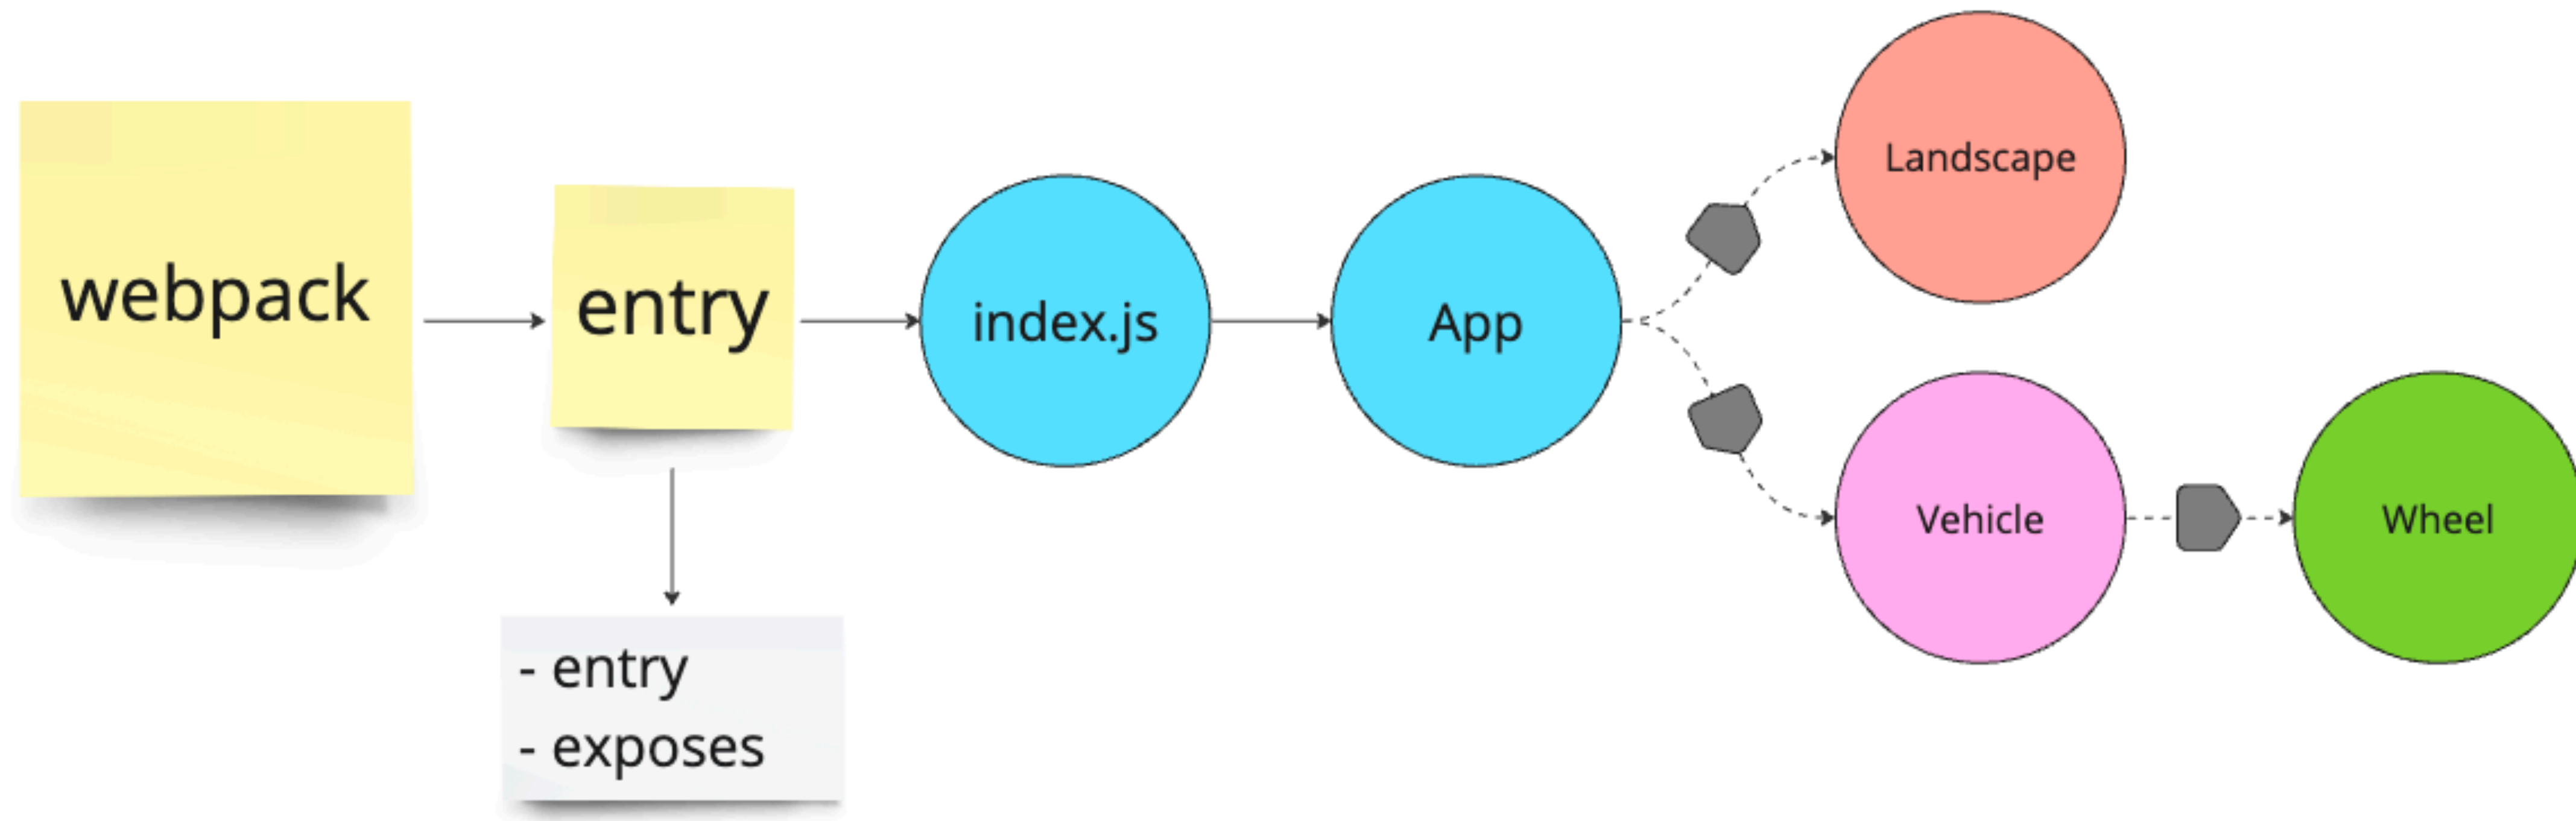 webpack
entry
- entry
- exposes
index.js
App
Landscape
Vehicle
Wheel